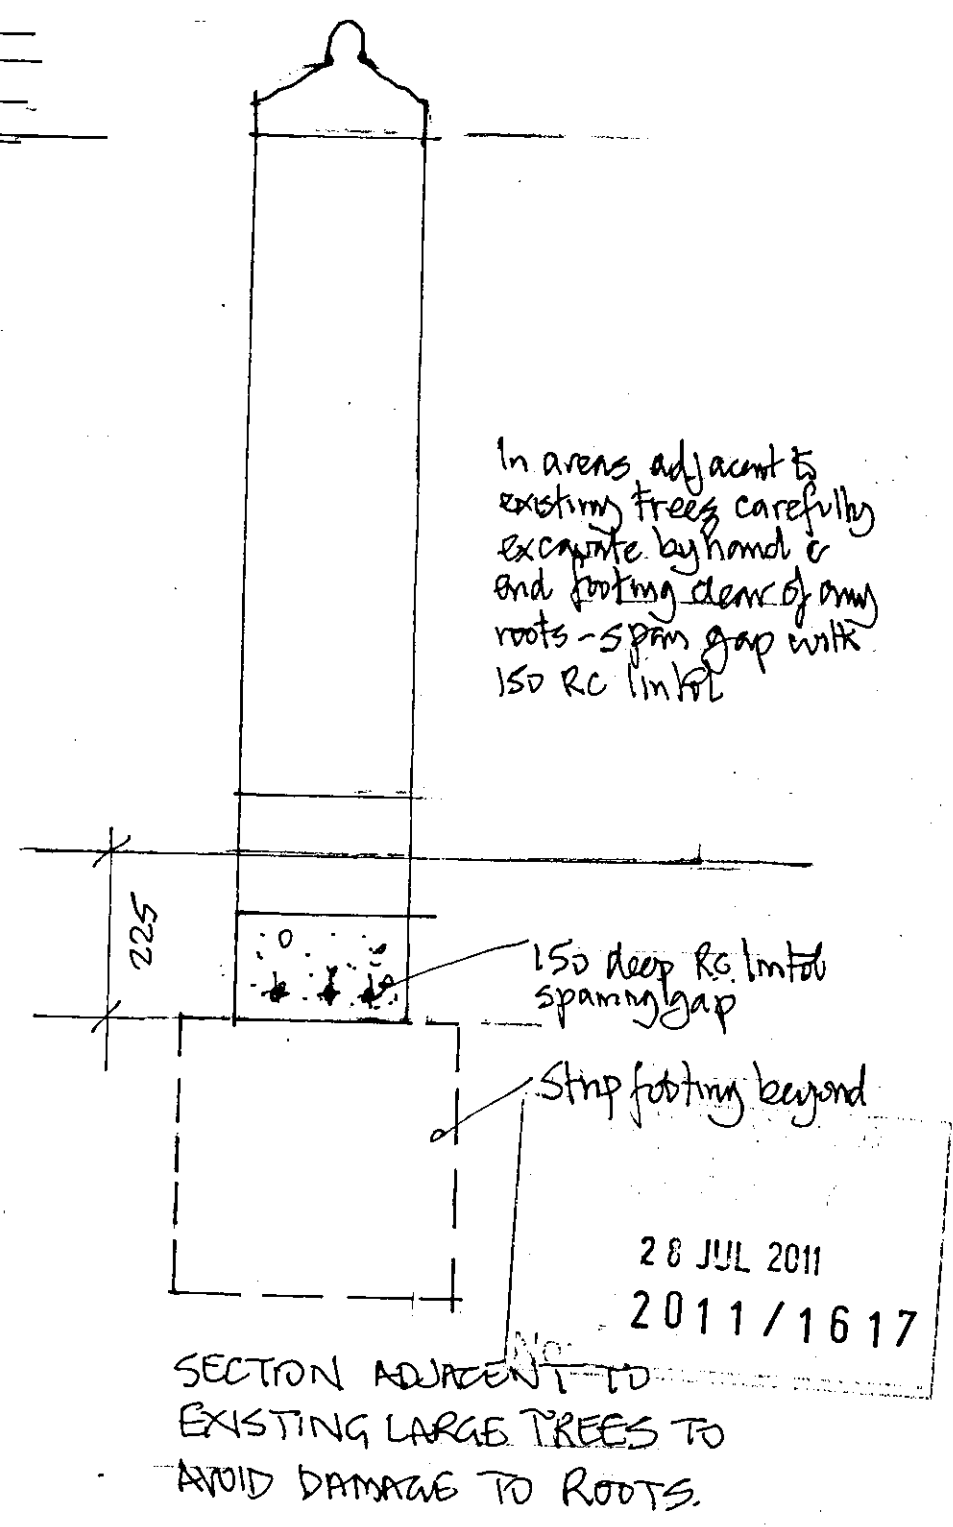 In areas adjacent to
existing trees carefully
excavate by hand &
end footing clear of any
roots - span gap with
150 RC lintol
225
150 deep RC lintol
spanning gap
Strip footing beyond
28 JUL 2011
2011/1617
No.
SECTION ADJACENT TO
EXISTING LARGE TREES TO
AVOID DAMAGE TO ROOTS.